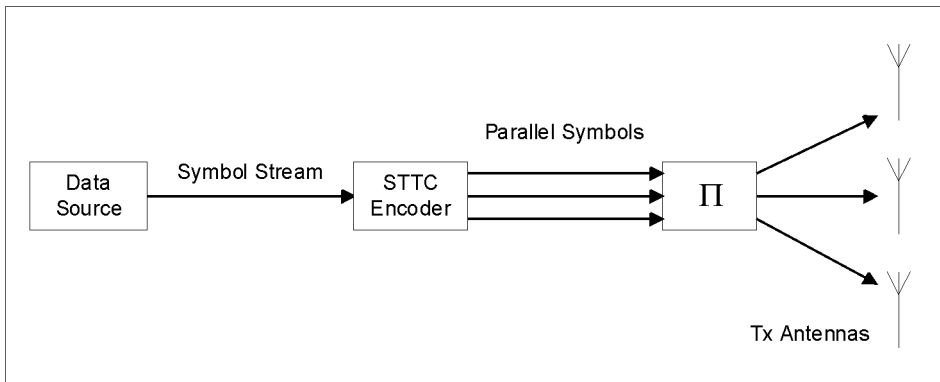 Data
Source
Symbol Stream
STTC
Encoder
Parallel Symbols
Π
Tx Antennas